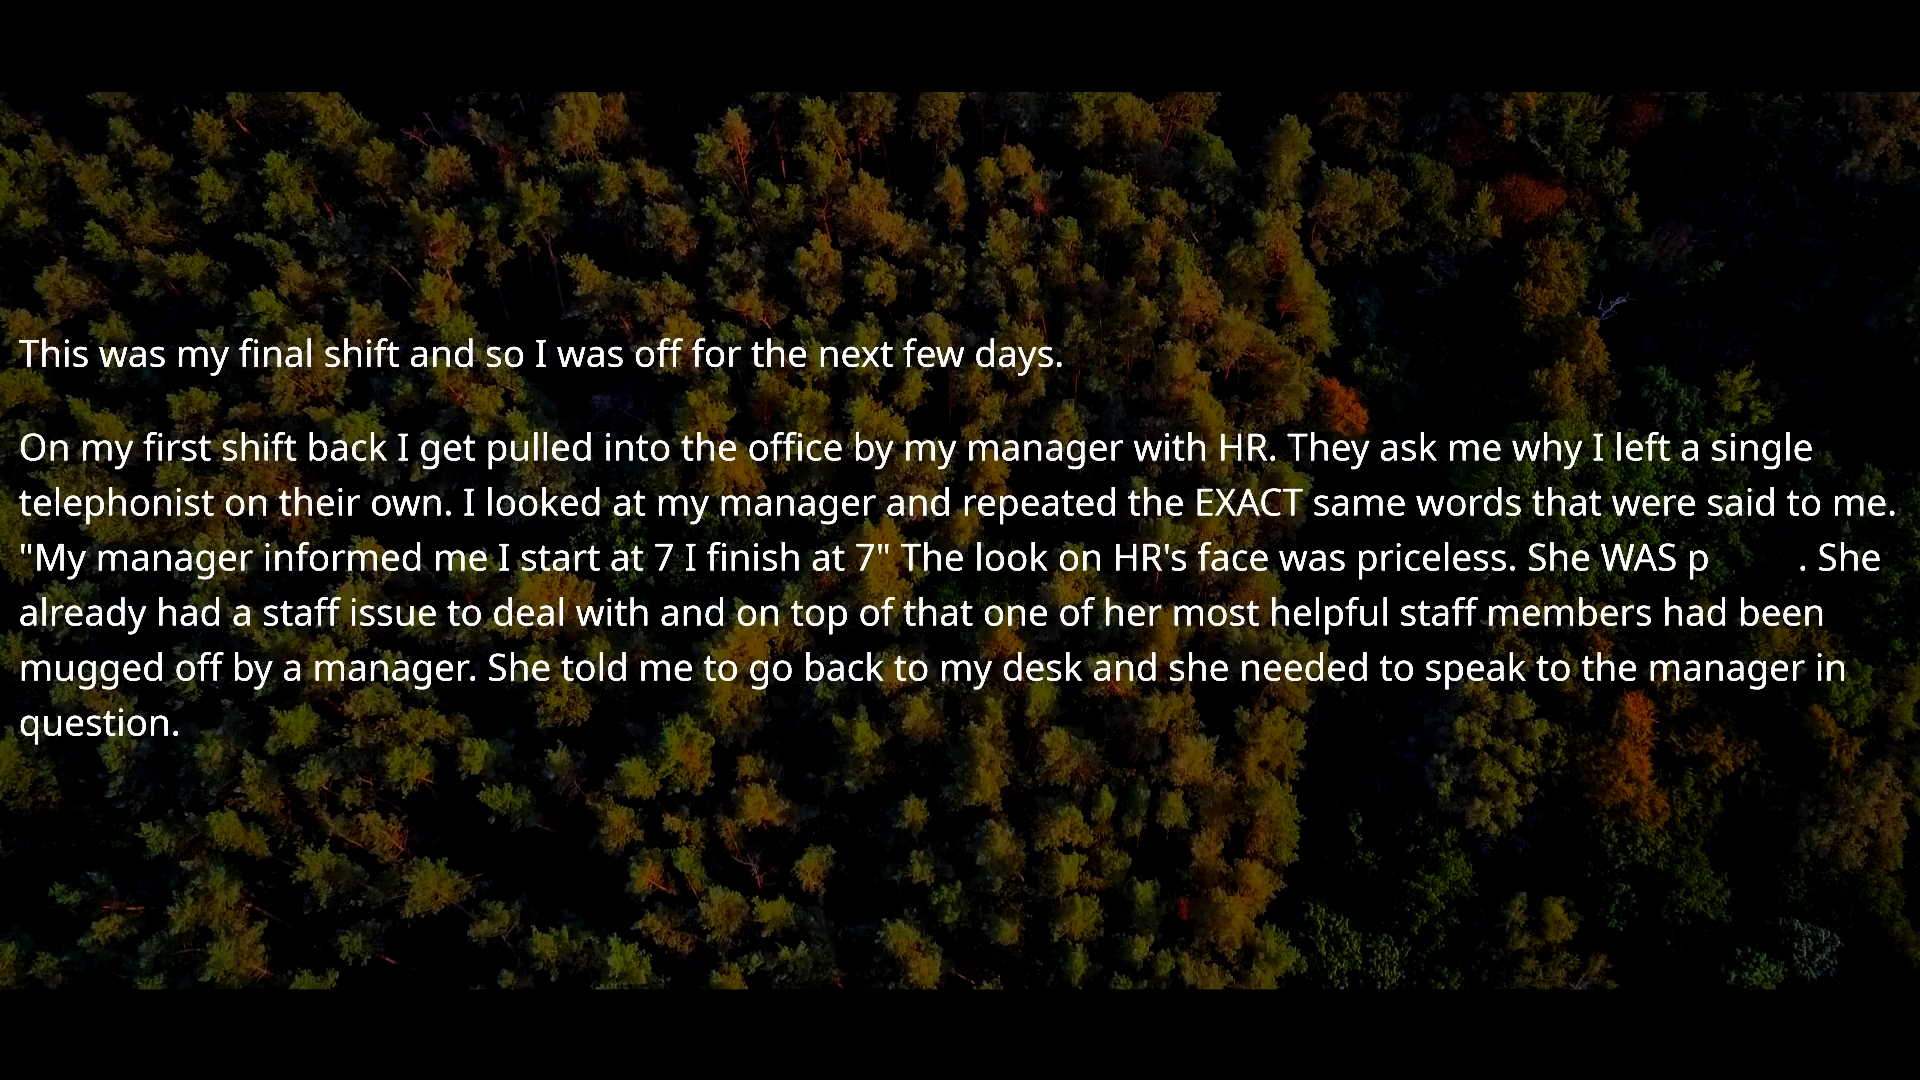 This was my final shift and so I was off for the next few days.
On my first shift back I get pulled into the office by my manager with HR. They ask me why I left a single
telephonist on their own. I looked at my manager and repeated the EXACT same words that were said to me.
"My manager informed me I start at 7 I finish at 7" The look on HR's face was priceless. She WAS p . She
already had a staff issue to deal with and on top of that one of her most helpful staff members had been
mugged off by a manager. She told me to go back to my desk and she needed to speak to the manager in
question.